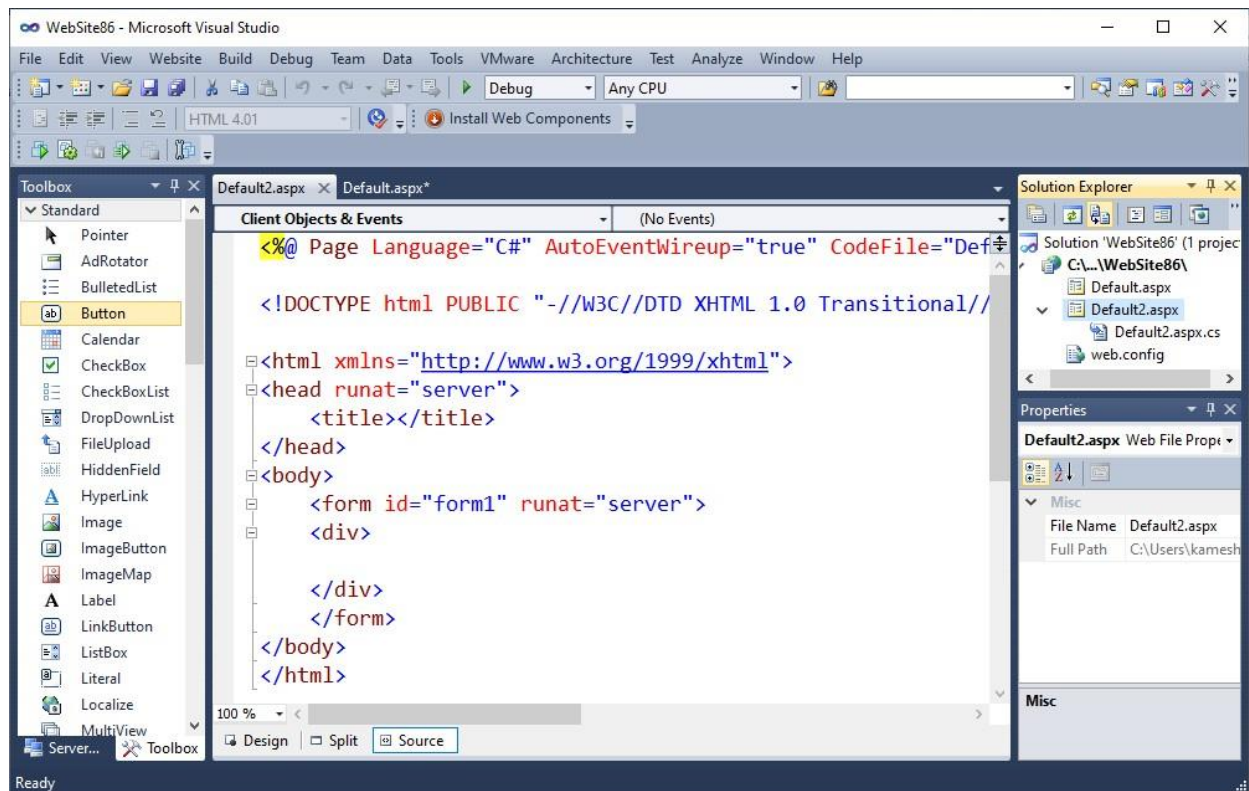 WebSite86 - Microsoft Visual Studio
File Edit View Website Build Debug Team Data Tools VMware Architecture Test Analyze Window Help
Debug Any CPU
HTML 4.01 Install Web Components
Toolbox
Standard
Pointer
AdRotator
BulletedList
Button
Calendar
CheckBox
CheckBoxList
DropDownList
FileUpload
HiddenField
HyperLink
Image
ImageButton
ImageMap
Label
LinkButton
ListBox
Literal
Localize
MultiView
Server... Toolbox
Default2.aspx Default.aspx*
Client Objects & Events (No Events)
<%@ Page Language="C#" AutoEventWireup="true" CodeFile="Def
<!DOCTYPE html PUBLIC "-//W3C//DTD XHTML 1.0 Transitional//
<html xmlns="http://www.w3.org/1999/xhtml">
<head runat="server">
<title></title>
</head>
<body>
<form id="form1" runat="server">
<div>
</div>
</form>
</body>
</html>
100 %
Design Split Source
Solution Explorer
Solution 'WebSite86' (1 projec
C:\...\WebSite86\
Default.aspx
Default2.aspx
Default2.aspx.cs
web.config
Properties
Default2.aspx Web File Prope
Misc
File Name Default2.aspx
Full Path C:\Users\kamesh
Misc
Ready